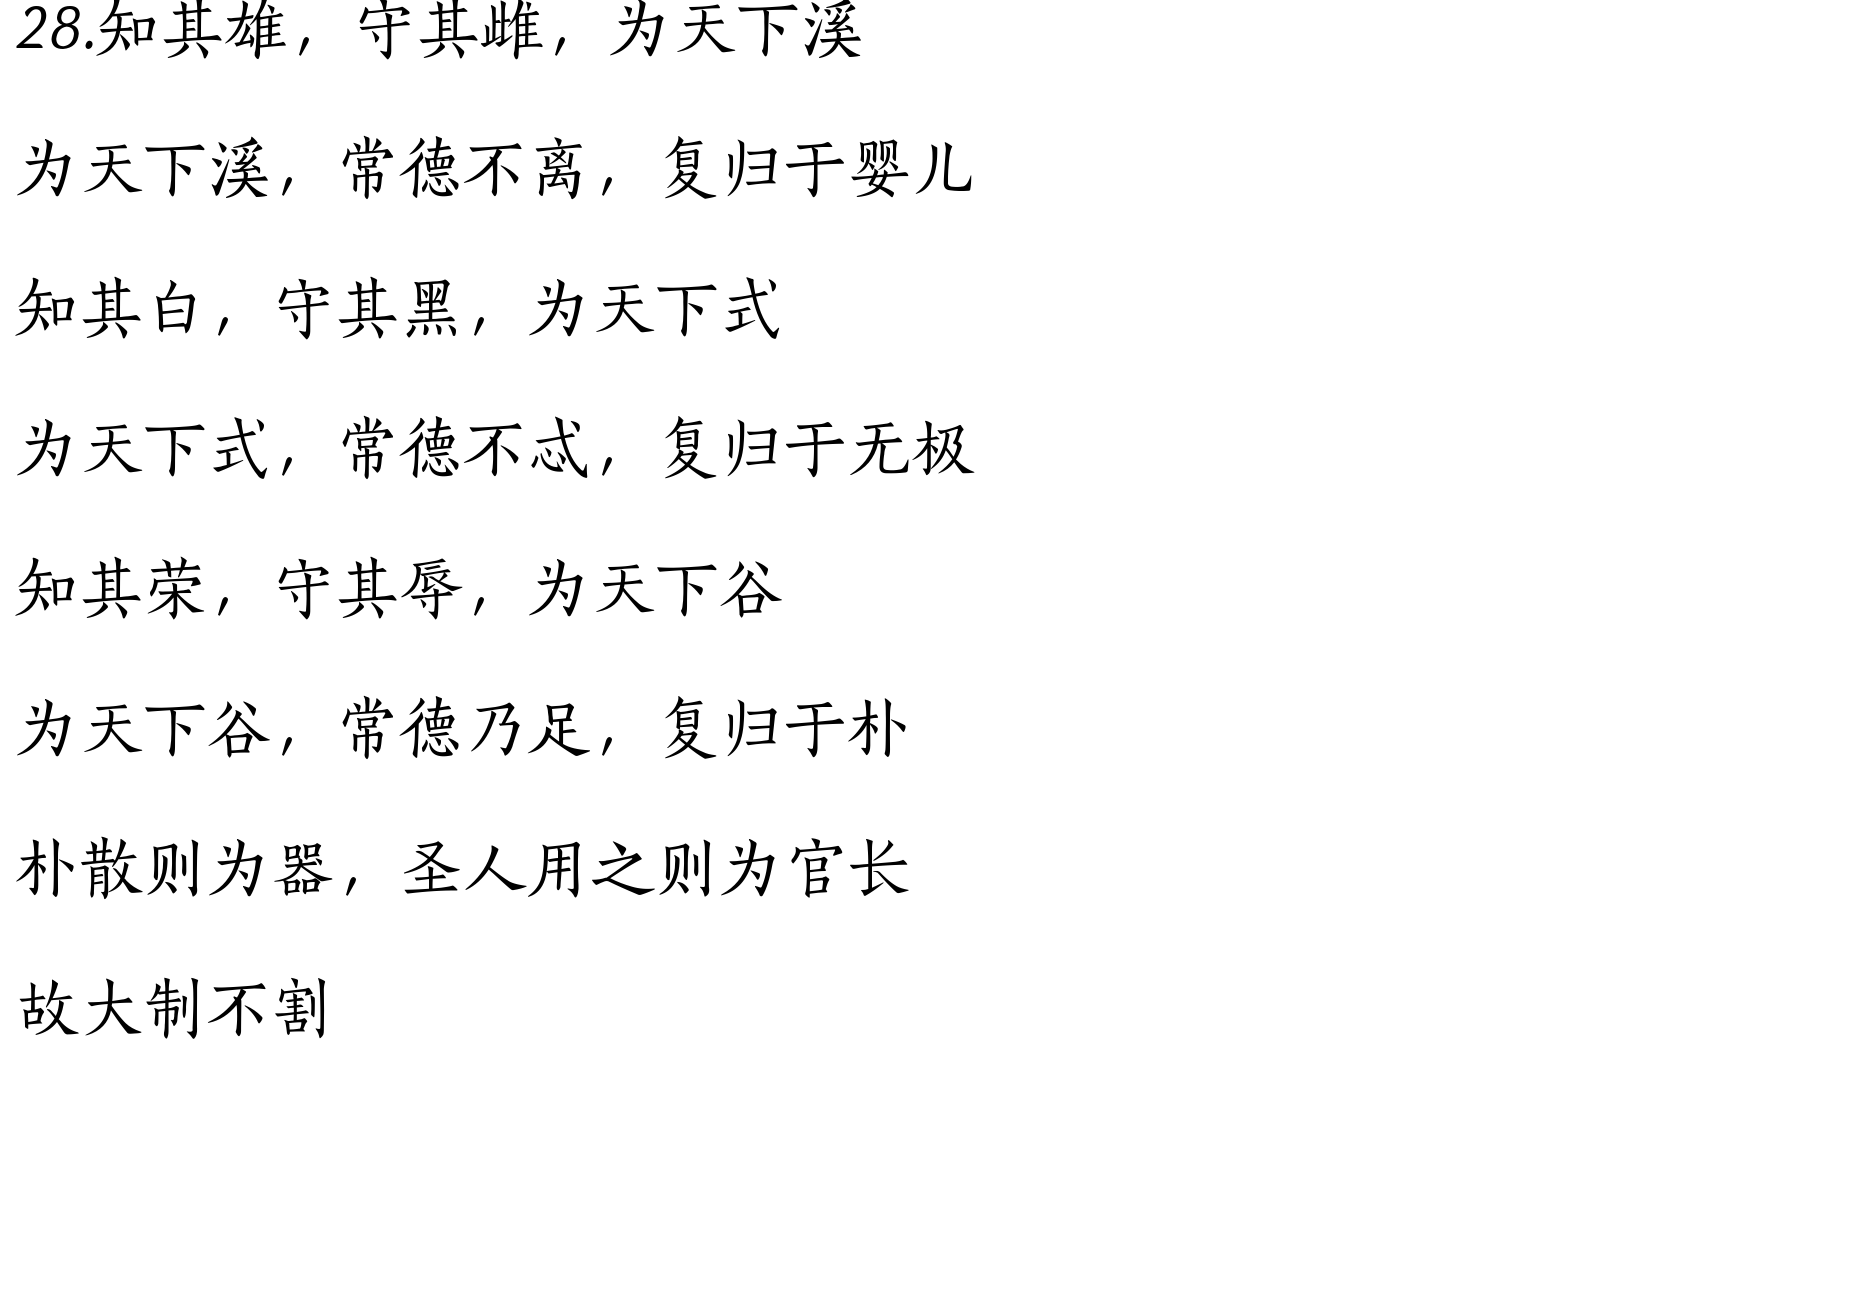 28.知其雄，守其雌，为天下溪
为天下溪，常德不离，复归于婴儿
知其白，守其黑，为天下式
为天下式，常德不忒，复归于无极
知其荣，守其辱，为天下谷
为天下谷，常德乃足，复归于朴
朴散则为器，圣人用之则为官长
故大制不割